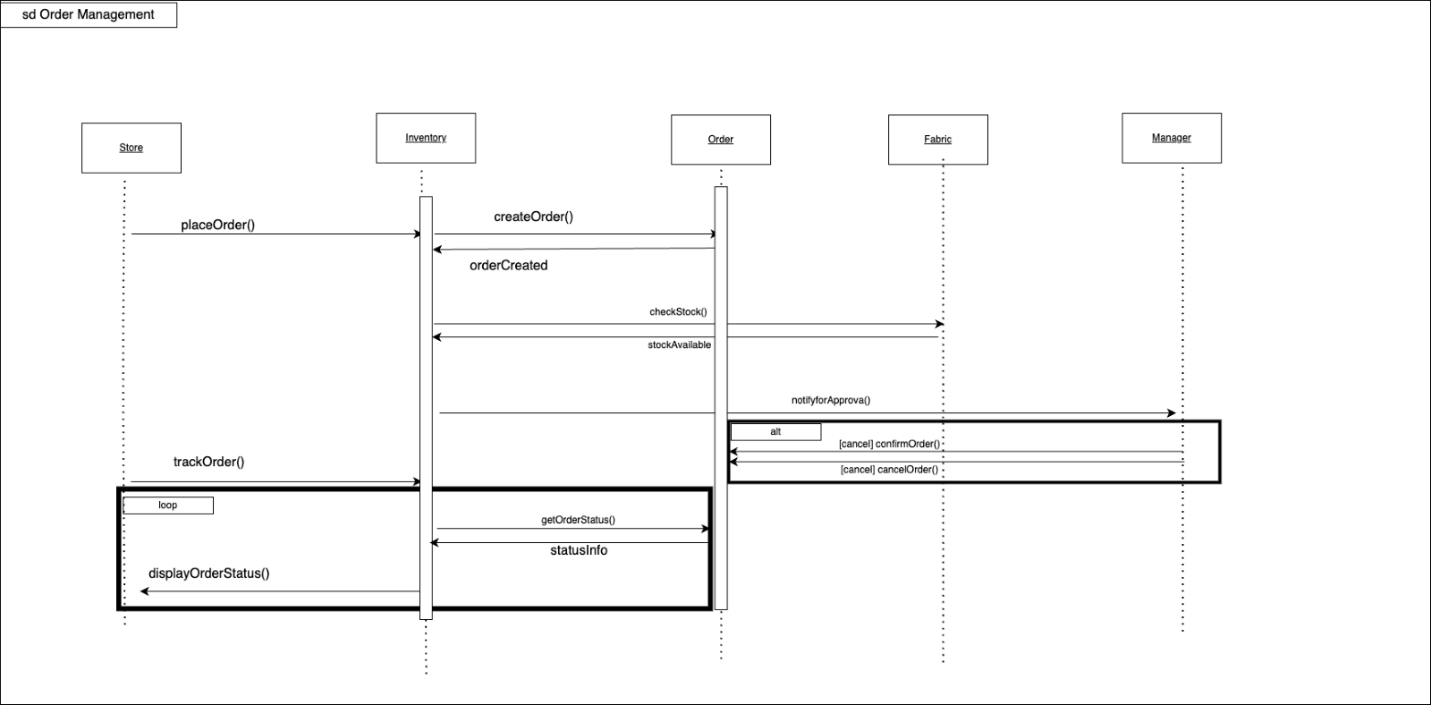 sd Order Management
Store
Inventory
Order
Fabric
Manager
placeOrder()
createOrder()
orderCreated
checkStock()
stockAvailable
notifyforApprova()
alt
[cancel] confirmOrder()
[cancel] cancelOrder()
trackOrder()
loop
getOrderStatus()
statusInfo
displayOrderStatus()